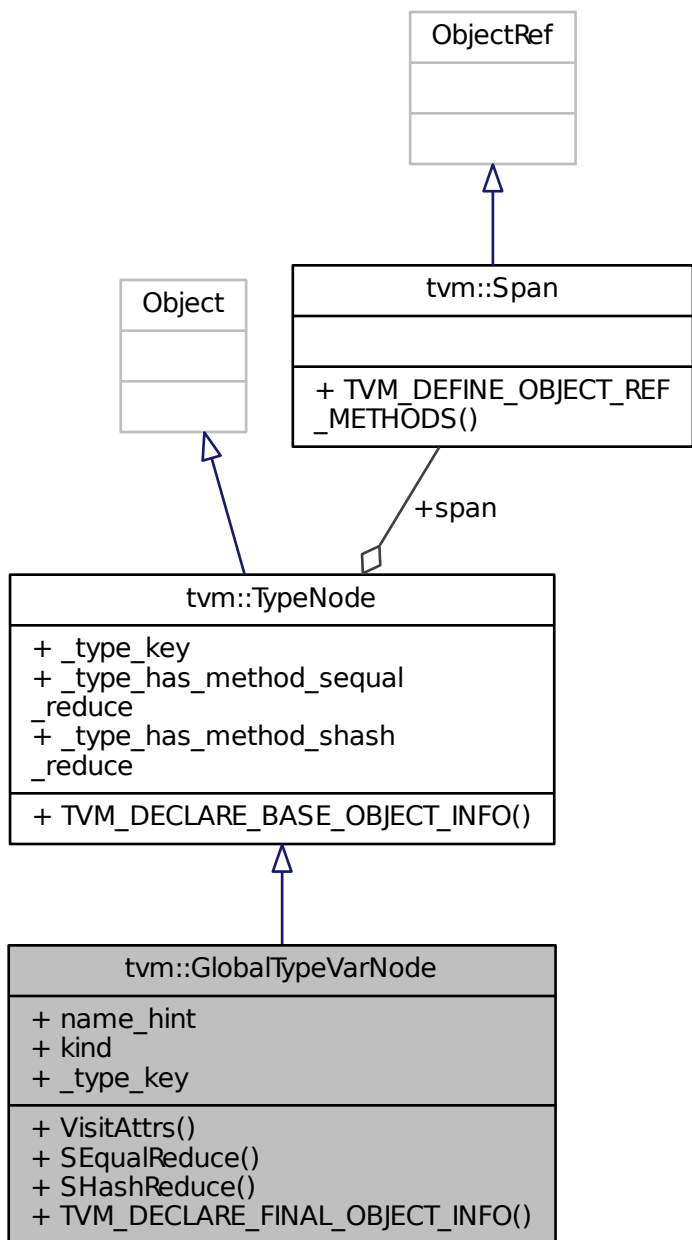 ObjectRef
Object
tvm::Span
+ TVM_DEFINE_OBJECT_REF
_METHODS()
+span
tvm::TypeNode
+ _type_key
+ _type_has_method_sequal
_reduce
+ _type_has_method_shash
_reduce
+ TVM_DECLARE_BASE_OBJECT_INFO()
tvm::GlobalTypeVarNode
+ name_hint
+ kind
+ _type_key
+ VisitAttrs()
+ SEqualReduce()
+ SHashReduce()
+ TVM_DECLARE_FINAL_OBJECT_INFO()